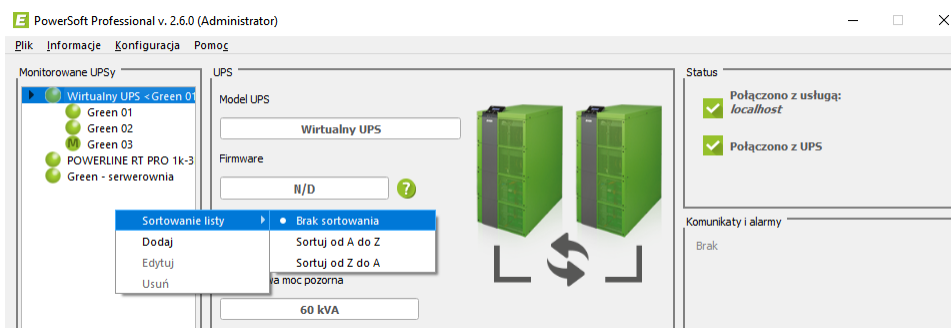 E PowerSoft Professional v. 2.6.0 (Administrator)
Plik Informacje Konfiguracja Pomoc
Monitorowane UPSy
Wirtualny UPS <Green 01
Green 01
Green 02
M Green 03
POWERLINE RT PRO 1k-3
Green - serwerownia
Sortowanie listy
Dodaj
Edytuj
Usuń
Brak sortowania
Sortuj od A do Z
Sortuj od Z do A
UPS
Model UPS
Wirtualny UPS
Firmware
N/D
?
moc pozorna
60 kVA
Status
Połączono z usługą:
localhost
Połączono z UPS
Komunikaty i alarmy
Brak